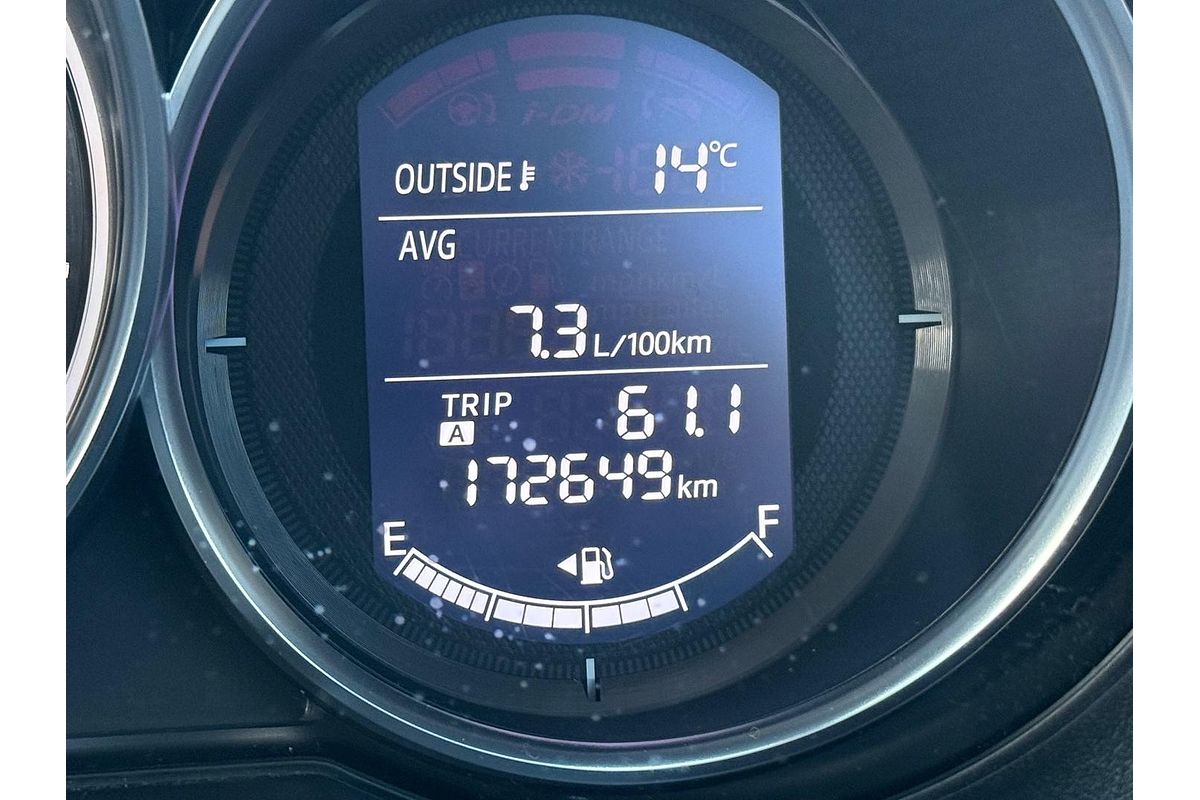 i-DM
OUTSIDE 14°C
AVG
7.3 L/100km
TRIP A 61.1
172649 km
E F